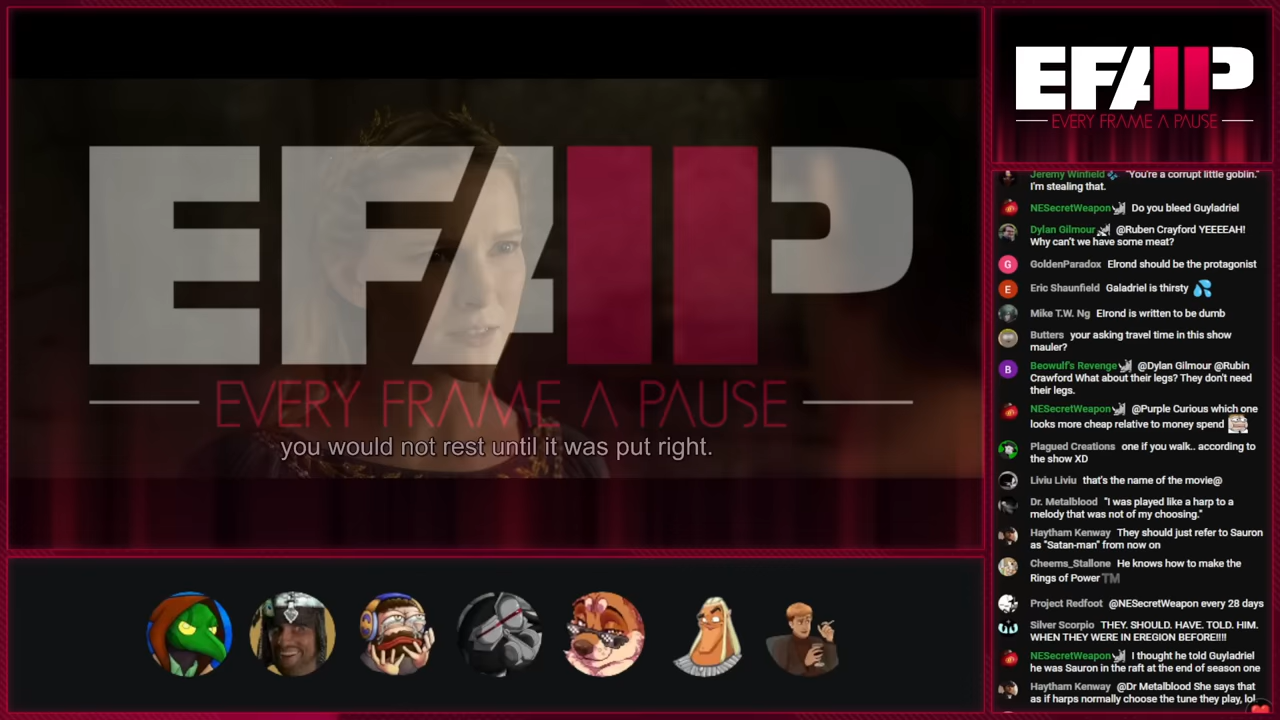 EFAP
EVERY FRAME A PAUSE
you would not rest until it was put right.
EFAP
EVERY FRAME A PAUSE
Jeremy Winfield "You're a corrupt little goblin."
I'm stealing that.
NESecretWeapon Do you bleed Guyladriel
Dylan Gilmour @Ruben Crayford YEEEEAH!
Why can't we have some meat?
G GoldenParadox Elrond should be the protagonist
E Eric Shaunfield Galadriel is thirsty
Mike T.W. Ng Elrond is written to be dumb
Butters your asking travel time in this show
mauler?
B Beowulf's Revenge @Dylan Gilmour @Rubin
Crawford What about their legs? They don't need
their legs.
NESecretWeapon @Purple Curious which one
looks more cheap relative to money spend
Plagued Creations one if you walk.. according to
the show XD
Liviu Liviu that's the name of the movie@
Dr. Metalblood "I was played like a harp to a
melody that was not of my choosing."
Haytham Kenway They should just refer to Sauron
as "Satan-man" from now on
Cheems_Stallone He knows how to make the
Rings of Power TM
Project Redfoot @NESecretWeapon every 28 days
Silver Scorpio THEY. SHOULD. HAVE. TOLD. HIM.
WHEN THEY WERE IN EREGION BEFORE!!!!
NESecretWeapon I thought he told Guyladriel
he was Sauron in the raft at the end of season one
Haytham Kenway @Dr Metalblood She says that
as if harps normally choose the tune they play, lol